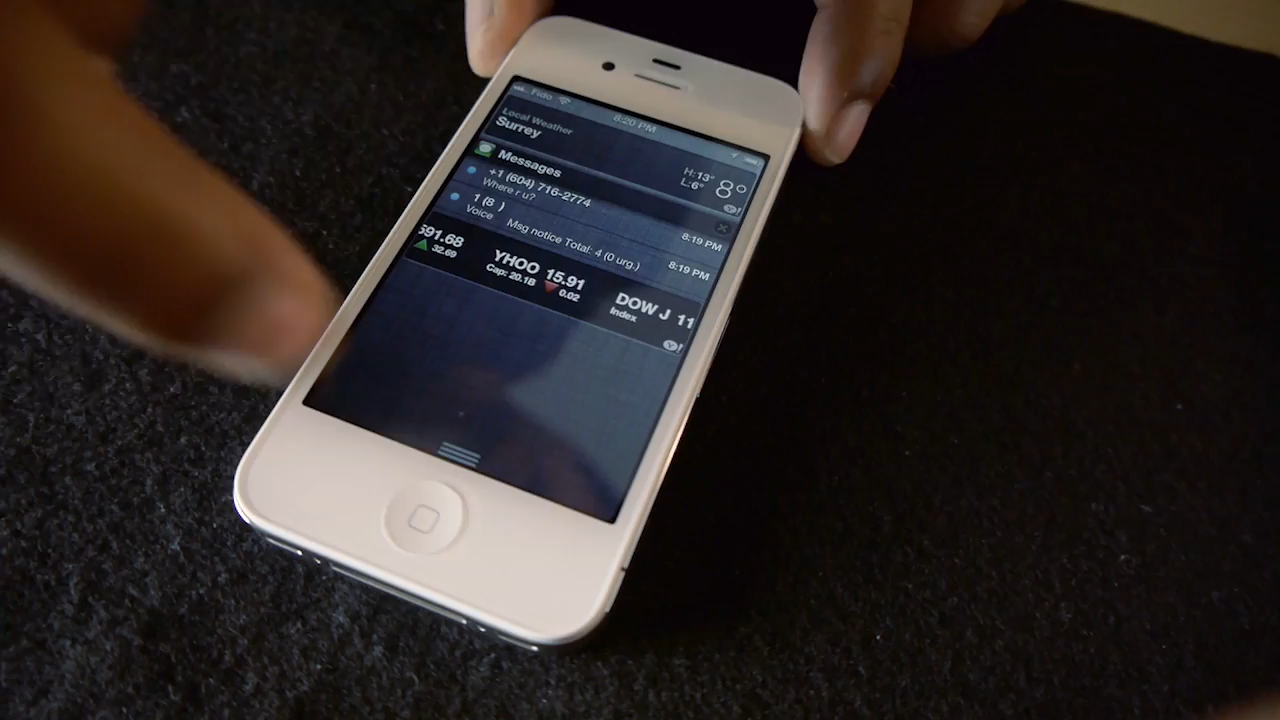 Fido 8:20 PM
Local Weather
Surrey
H:13°
L:6°
8°
Y!
Messages
+1 (604) 716-2774
Where r u?
8:19 PM
1 (8 )
Voice Msg notice Total: 4 (0 urg.)
8:19 PM
591.68 YHOO 15.91 DOW J 11
32.69 Cap: 20.1B 0.02 Index
Y!